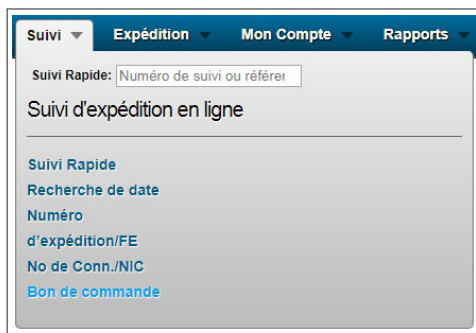 Suivi Expédition Mon Compte Rapports
Suivi Rapide: Numéro de suivi ou référer
Suivi d'expédition en ligne
Suivi Rapide
Recherche de date
Numéro
d'expédition/FE
No de Conn./NIC
Bon de commande